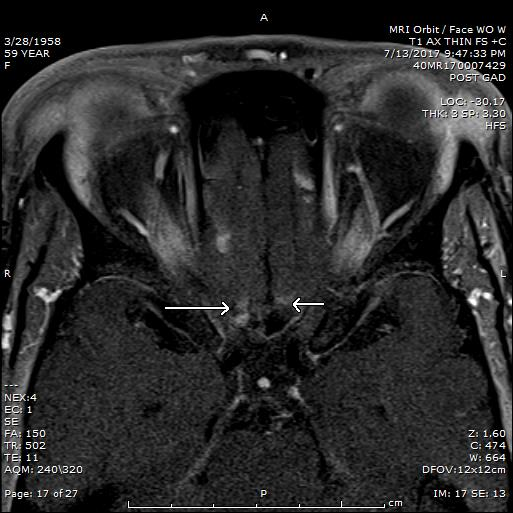 A
3/28/1958
59 YEAR
F
MRI Orbit / Face WO W
T1 AX THIN FS +C
7/13/2017 9:47:33 PM
40MR170007429
POST GAD
LOC: -30.17
THK: 3 SP: 3.30
HFS
R
L
---
NEX:4
EC: 1
SE
FA: 150
TR: 502
TE: 11
AQM: 240\320
Page: 17 of 27
P
cm
Z: 1.60
C: 474
W: 664
DFOV:12x12cm
IM: 17 SE: 13